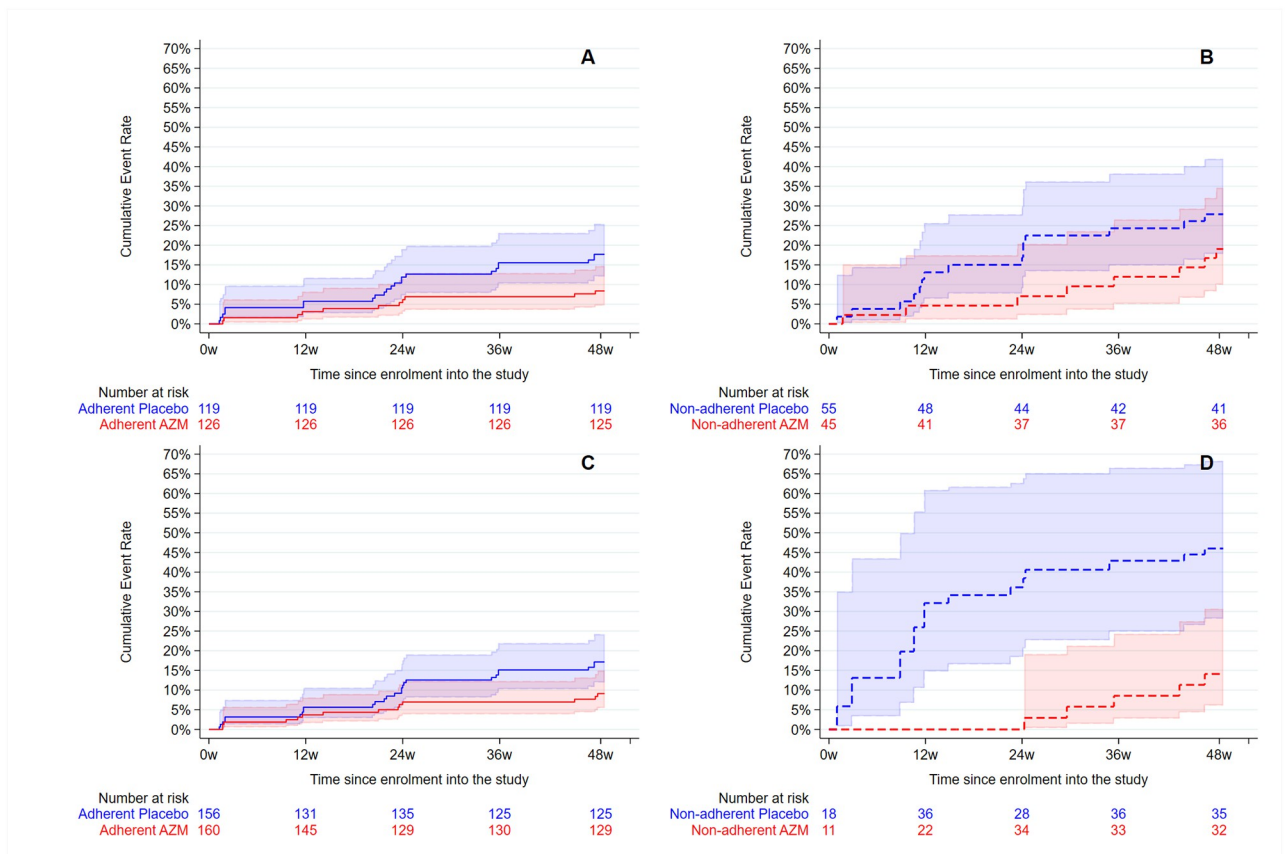 A
70%
65%
60%
55%
50%
45%
40%
35%
30%
25%
20%
15%
10%
5%
0%
Cumulative Event Rate
0w 12w 24w 36w 48w
Time since enrolment into the study
Number at risk
Adherent Placebo 119 119 119 119 119
Adherent AZM 126 126 126 126 125
B
70%
65%
60%
55%
50%
45%
40%
35%
30%
25%
20%
15%
10%
5%
0%
Cumulative Event Rate
0w 12w 24w 36w 48w
Time since enrolment into the study
Number at risk
Non-adherent Placebo 55 48 44 42 41
Non-adherent AZM 45 41 37 37 36
C
70%
65%
60%
55%
50%
45%
40%
35%
30%
25%
20%
15%
10%
5%
0%
Cumulative Event Rate
0w 12w 24w 36w 48w
Time since enrolment into the study
Number at risk
Adherent Placebo 156 131 135 125 125
Adherent AZM 160 145 129 130 129
D
70%
65%
60%
55%
50%
45%
40%
35%
30%
25%
20%
15%
10%
5%
0%
Cumulative Event Rate
0w 12w 24w 36w 48w
Time since enrolment into the study
Number at risk
Non-adherent Placebo 18 36 28 36 35
Non-adherent AZM 11 22 34 33 32